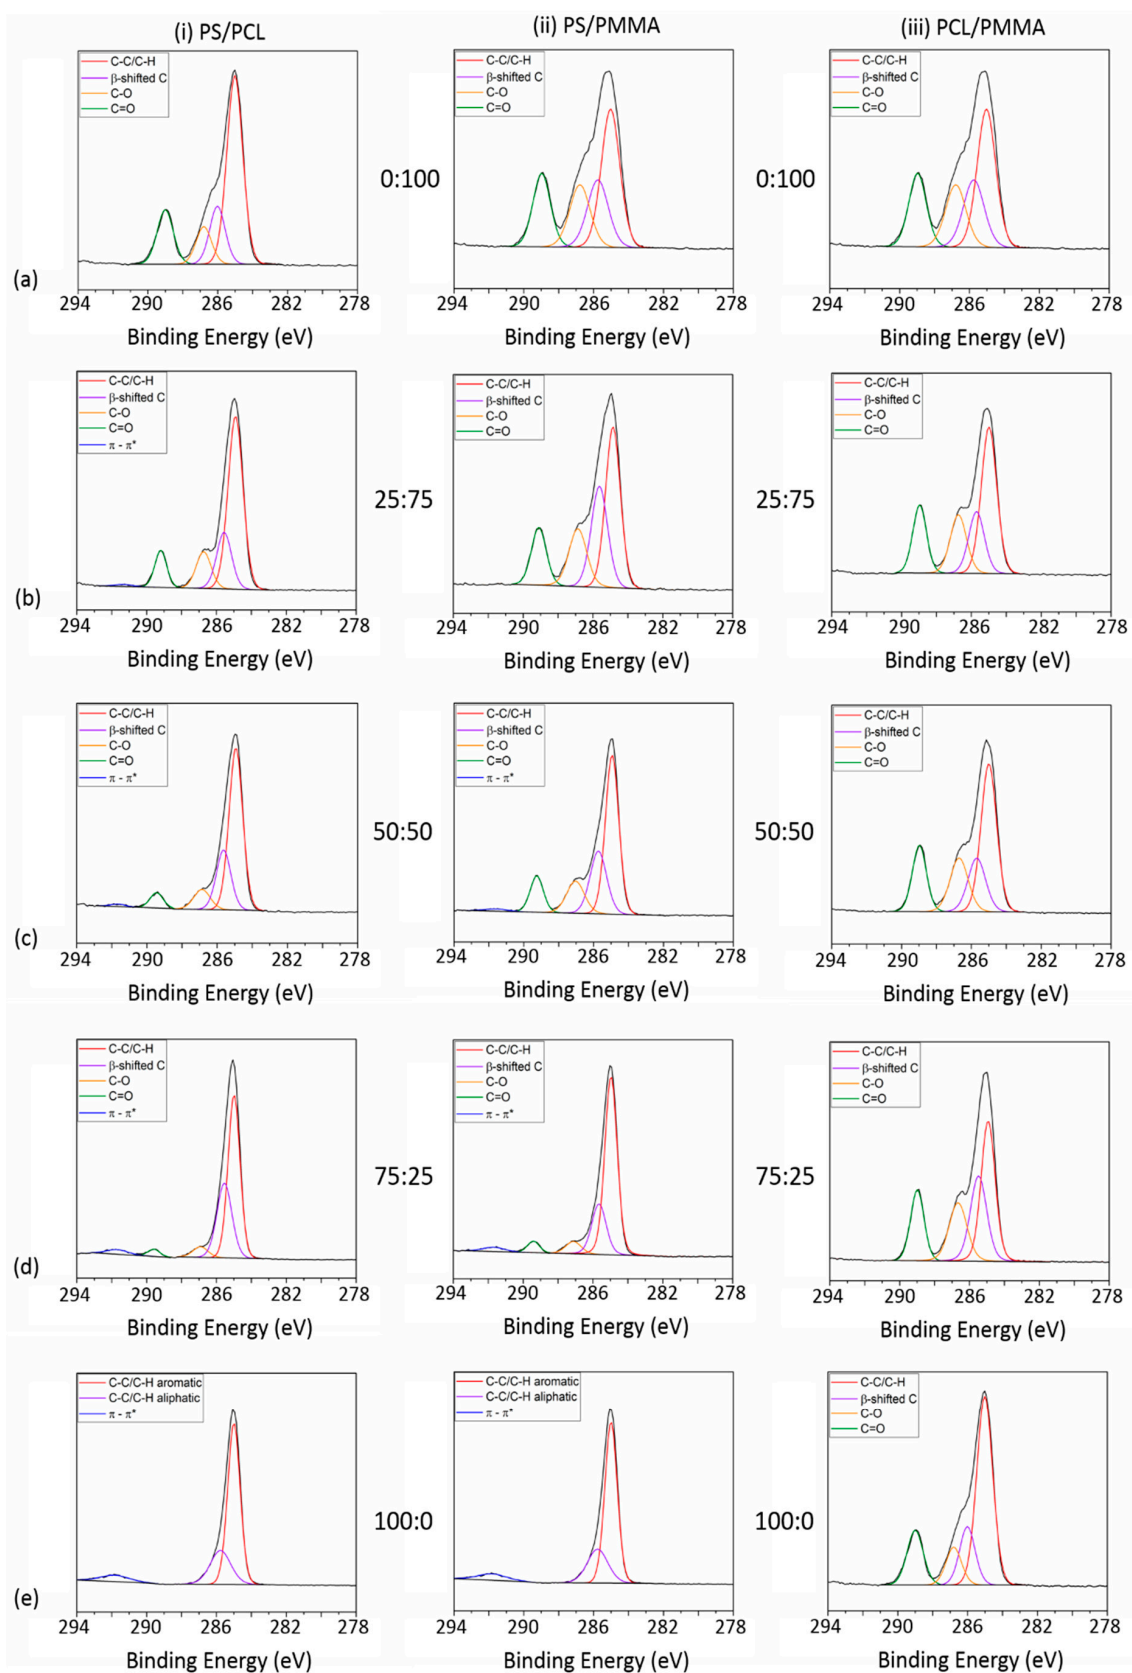 (i) PS/PCL
(ii) PS/PMMA
(iii) PCL/PMMA
C-C/C-H
β-shifted C
C-O
C=O
C-C/C-H
β-shifted C
C-O
C=O
C-C/C-H
β-shifted C
C-O
C=O
0:100
0:100
(a)
294 290 286 282 278
294 290 286 282 278
294 290 286 282 278
Binding Energy (eV)
Binding Energy (eV)
Binding Energy (eV)
C-C/C-H
β-shifted C
C-O
C=O
π - π*
C-C/C-H
β-shifted C
C-O
C=O
C-C/C-H
β-shifted C
C-O
C=O
25:75
25:75
(b)
294 290 286 282 278
294 290 286 282 278
294 290 286 282 278
Binding Energy (eV)
Binding Energy (eV)
Binding Energy (eV)
C-C/C-H
β-shifted C
C-O
C=O
π - π*
C-C/C-H
β-shifted C
C-O
C=O
π - π*
C-C/C-H
β-shifted C
C-O
C=O
50:50
50:50
(c)
294 290 286 282 278
294 290 286 282 278
294 290 286 282 278
Binding Energy (eV)
Binding Energy (eV)
Binding Energy (eV)
C-C/C-H
β-shifted C
C-O
C=O
π - π*
C-C/C-H
β-shifted C
C-O
C=O
π - π*
C-C/C-H
β-shifted C
C-O
C=O
75:25
75:25
(d)
294 290 286 282 278
294 290 286 282 278
294 290 286 282 278
Binding Energy (eV)
Binding Energy (eV)
Binding Energy (eV)
C-C/C-H aromatic
C-C/C-H aliphatic
π - π*
C-C/C-H aromatic
C-C/C-H aliphatic
π - π*
C-C/C-H
β-shifted C
C-O
C=O
100:0
100:0
(e)
294 290 286 282 278
294 290 286 282 278
294 290 286 282 278
Binding Energy (eV)
Binding Energy (eV)
Binding Energy (eV)